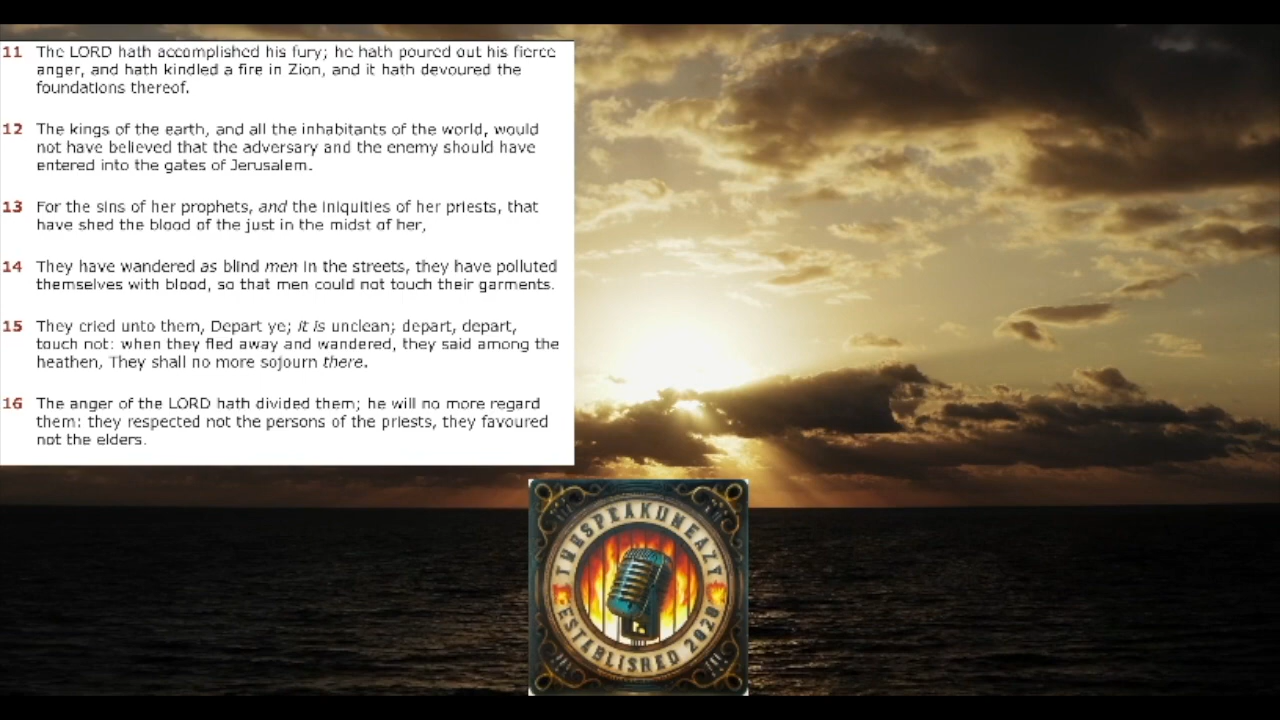 11 The LORD hath accomplished his fury; he hath poured out his fierce
anger, and hath kindled a fire in Zion, and it hath devoured the
foundations thereof.
12 The kings of the earth, and all the inhabitants of the world, would
not have believed that the adversary and the enemy should have
entered into the gates of Jerusalem.
13 For the sins of her prophets, and the iniquities of her priests, that
have shed the blood of the just in the midst of her,
14 They have wandered as blind men in the streets, they have polluted
themselves with blood, so that men could not touch their garments.
15 They cried unto them, Depart ye; it is unclean; depart, depart,
touch not: when they fled away and wandered, they said among the
heathen, They shall no more sojourn there.
16 The anger of the LORD hath divided them; he will no more regard
them: they respected not the persons of the priests, they favoured
not the elders.
THESPEAKUNEAZY
ESTABLISHED 2020